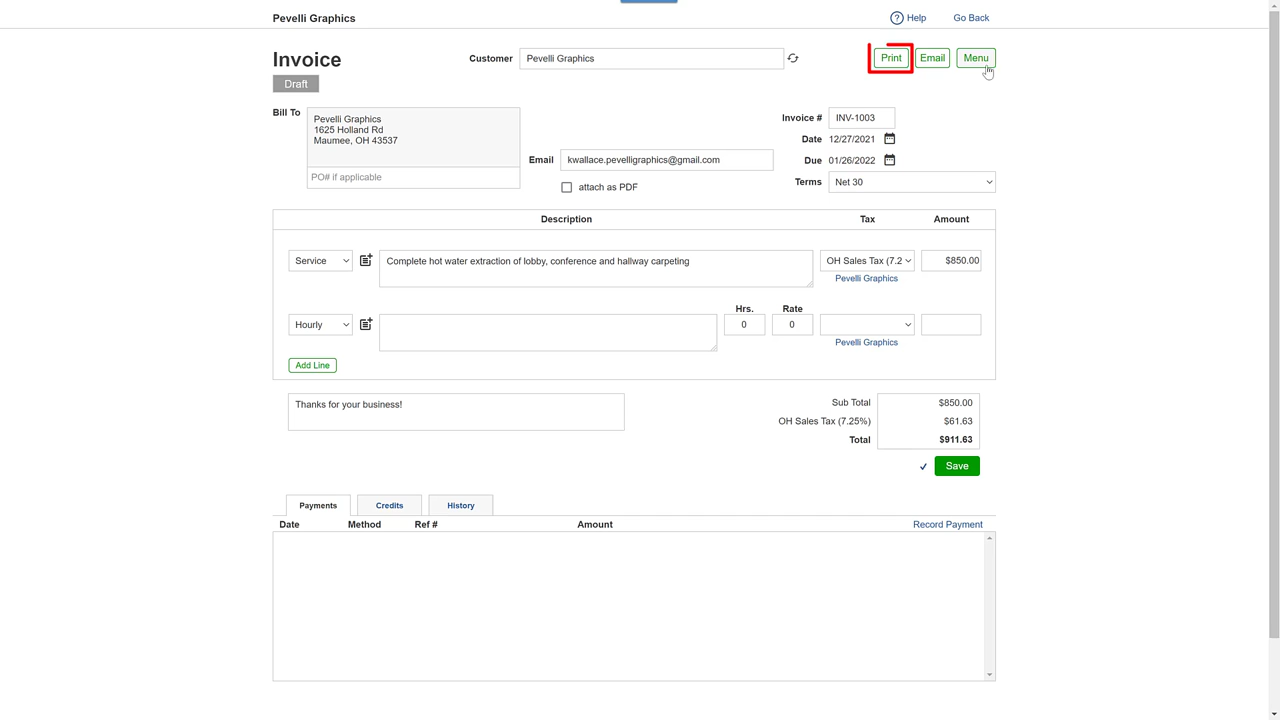 Pevelli Graphics
? Help Go Back
Invoice
Customer Pevelli Graphics
Print Email Menu
Draft
Bill To
Pevelli Graphics
1625 Holland Rd
Maumee, OH 43537
PO# if applicable
Email kwallace.pevelligraphics@gmail.com
attach as PDF
Invoice # INV-1003
Date 12/27/2021
Due 01/26/2022
Terms Net 30
Description Tax Amount
Service Complete hot water extraction of lobby, conference and hallway carpeting OH Sales Tax (7.2 $850.00
Pevelli Graphics
Hrs. Rate
Hourly 0 0
Pevelli Graphics
Add Line
Thanks for your business!
Sub Total $850.00
OH Sales Tax (7.25%) $61.63
Total $911.63
Save
Payments Credits History
Date Method Ref # Amount Record Payment